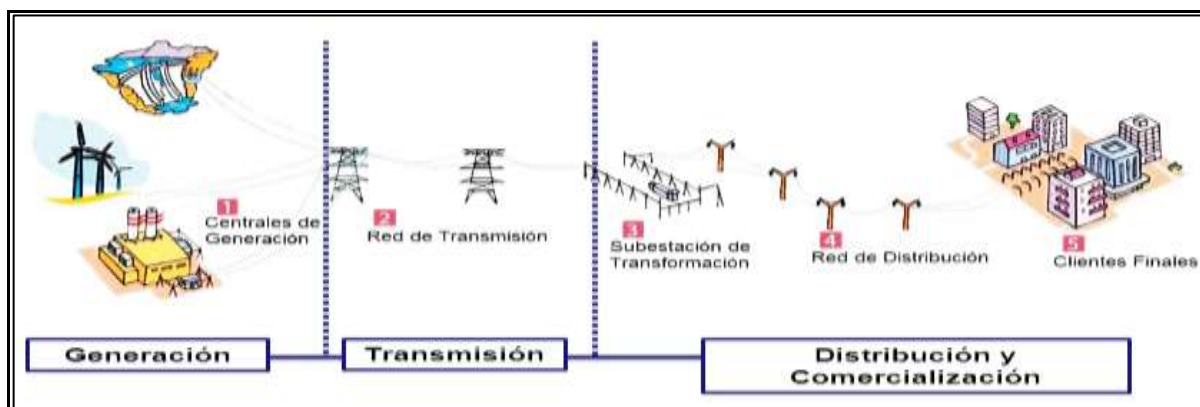 1
Centrales de
Generación
2
Red de Transmisión
3
Subestación de
Transformación
4
Red de Distribución
5
Clientes Finales
Generación
Transmisión
Distribución y
Comercialización